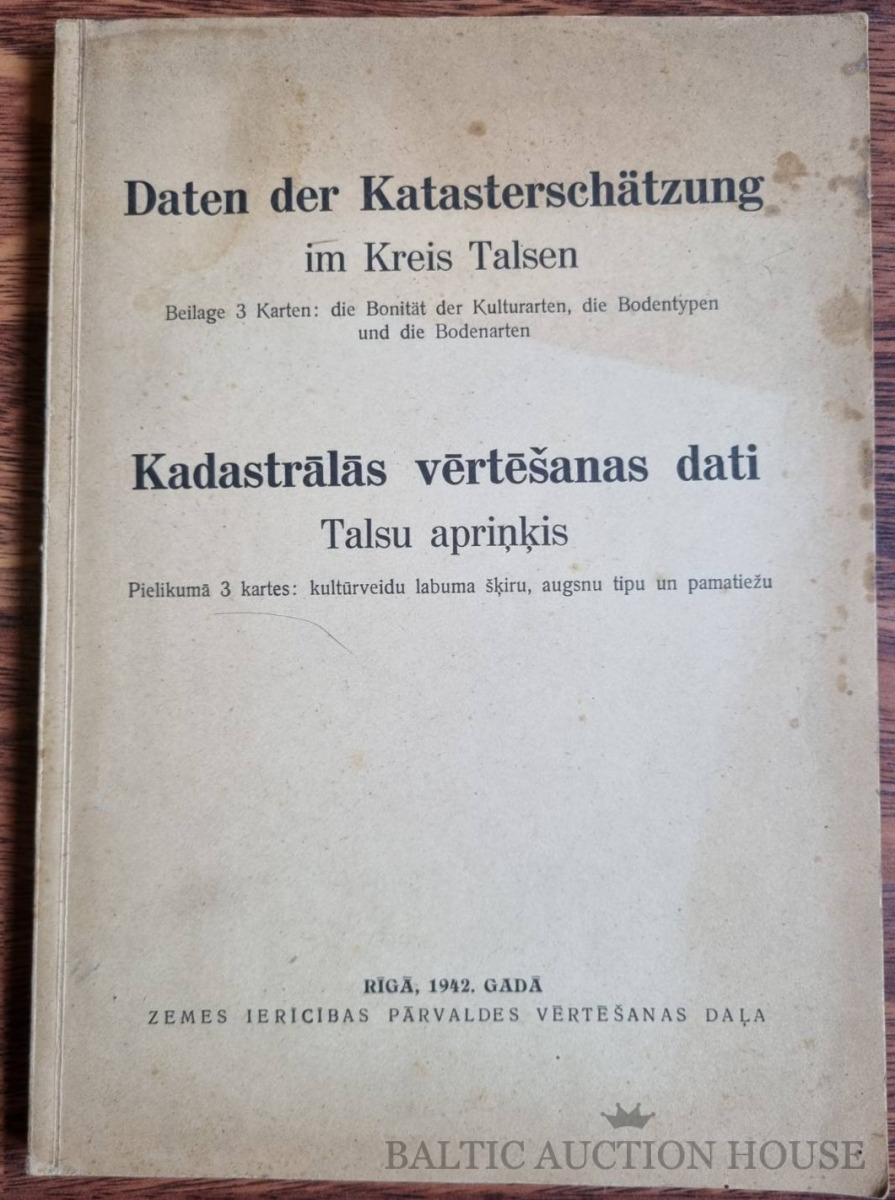 Daten der Katasterschätzung
im Kreis Talsen
Beilage 3 Karten: die Bonität der Kulturarten, die Bodentypen
und die Bodenarten
Kadastrālās vērtēšanas dati
Talsu apriņķis
Pielikumā 3 kartes: kultūrveidu labuma šķiru, augsnu tipu un pamatiežu
RĪGĀ, 1942. GADĀ
ZEMES IERĪCĪBAS PĀRVALDES VĒRTĒŠANAS DAĻA
BALTIC AUCTION HOUSE